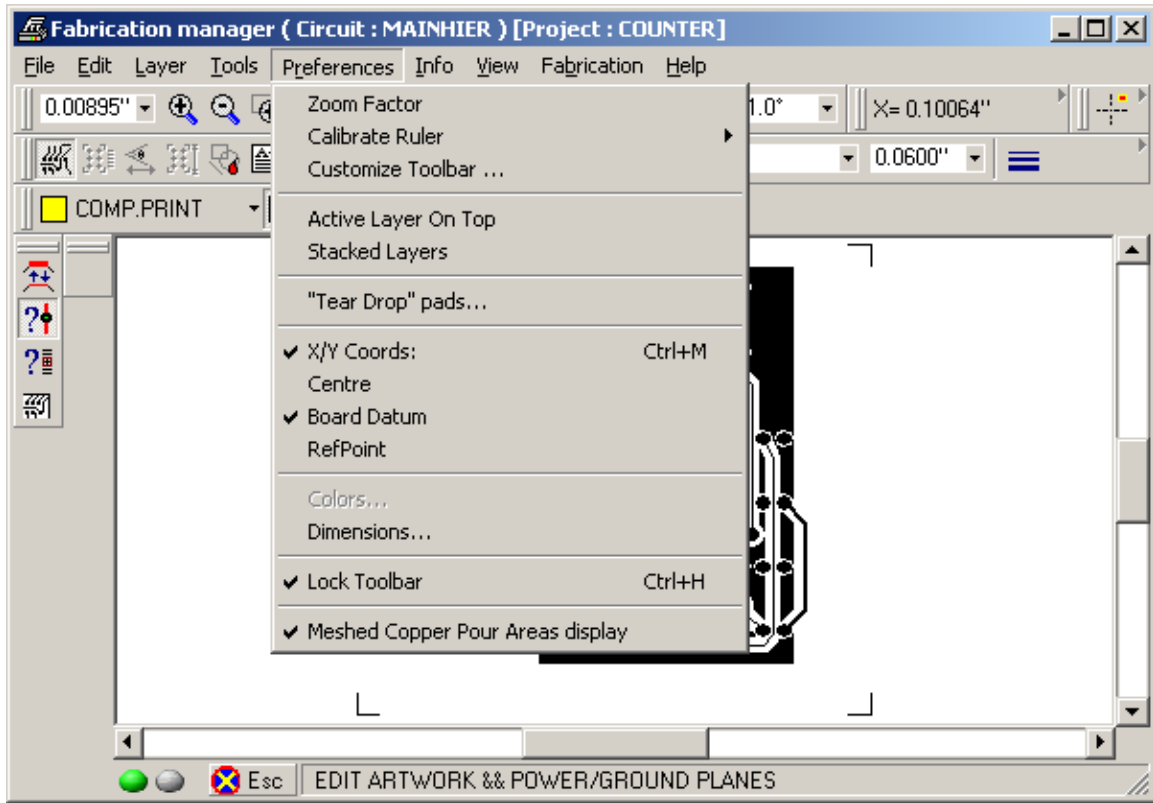 Fabrication manager ( Circuit : MAINHIER ) [Project : COUNTER]
File Edit Layer Tools Preferences Info View Fabrication Help
0.00895" 1.0° X= 0.10064"
0.0600"
COMP.PRINT
Zoom Factor
Calibrate Ruler
Customize Toolbar ...
Active Layer On Top
Stacked Layers
"Tear Drop" pads...
X/Y Coords: Ctrl+M
Centre
Board Datum
RefPoint
Colors...
Dimensions...
Lock Toolbar Ctrl+H
Meshed Copper Pour Areas display
Esc EDIT ARTWORK && POWER/GROUND PLANES